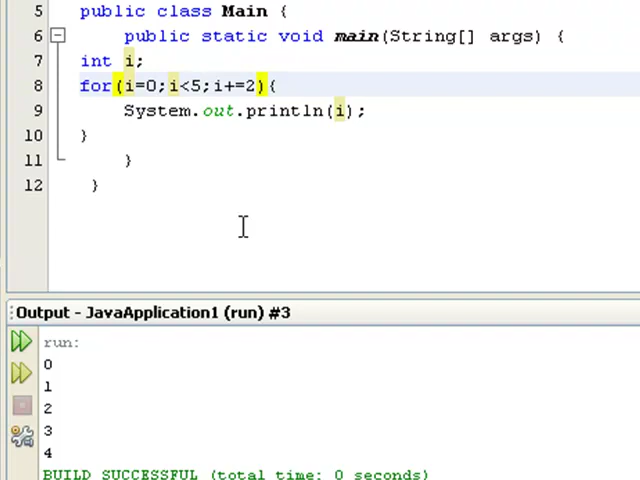 5 public class Main {
6 public static void main(String[] args) {
7 int i;
8 for(i=0;i<5;i+=2){
9 System.out.println(i);
10 }
11 }
12 }
Output - JavaApplication1 (run) #3
run:
0
1
2
3
4
BUILD SUCCESSFUL (total time: 0 seconds)